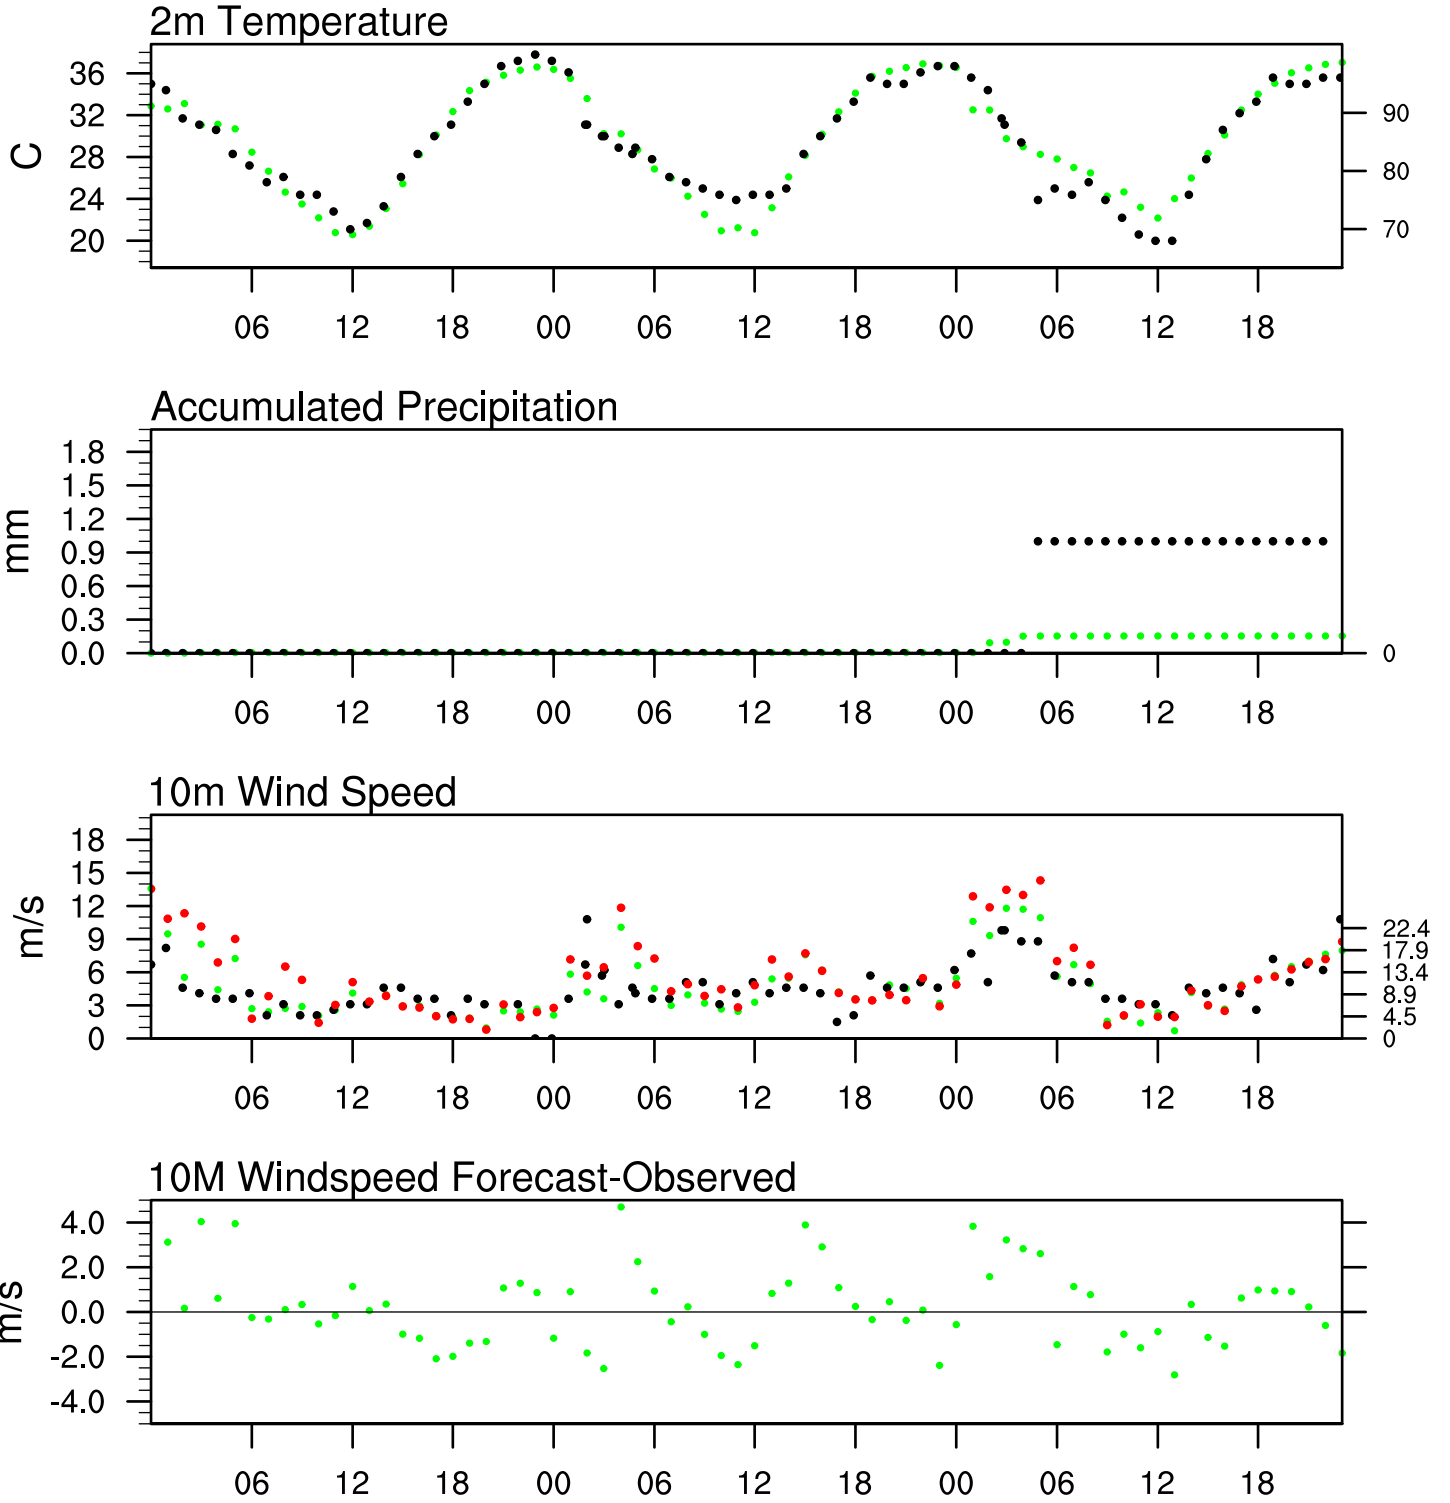 2m Temperature
C
36
32
28
24
20
90
80
70
06 12 18 00 06 12 18 00 06 12 18
Accumulated Precipitation
mm
1.8
1.5
1.2
0.9
0.6
0.3
0.0
0
06 12 18 00 06 12 18 00 06 12 18
10m Wind Speed
m/s
18
15
12
9
6
3
0
22.4
17.9
13.4
8.9
4.5
0
06 12 18 00 06 12 18 00 06 12 18
10M Windspeed Forecast-Observed
m/s
4.0
2.0
0.0
-2.0
-4.0
06 12 18 00 06 12 18 00 06 12 18